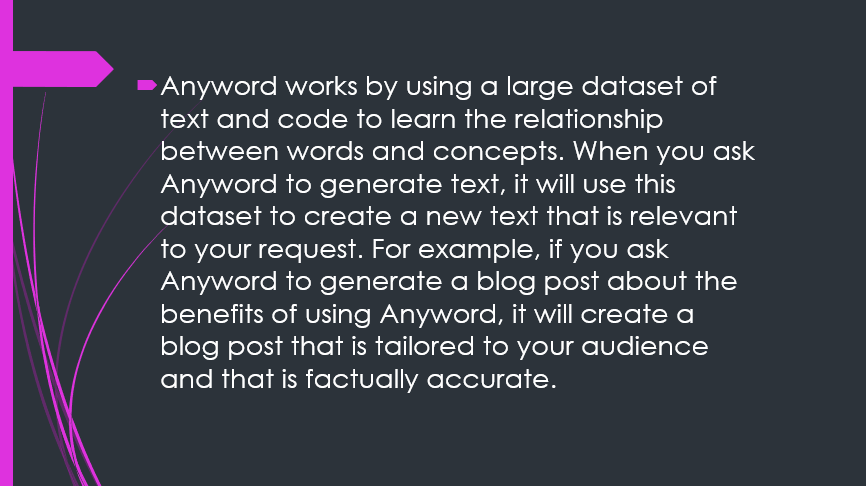 Anyword works by using a large dataset of
text and code to learn the relationship
between words and concepts. When you ask
Anyword to generate text, it will use this
dataset to create a new text that is relevant
to your request. For example, if you ask
Anyword to generate a blog post about the
benefits of using Anyword, it will create a
blog post that is tailored to your audience
and that is factually accurate.